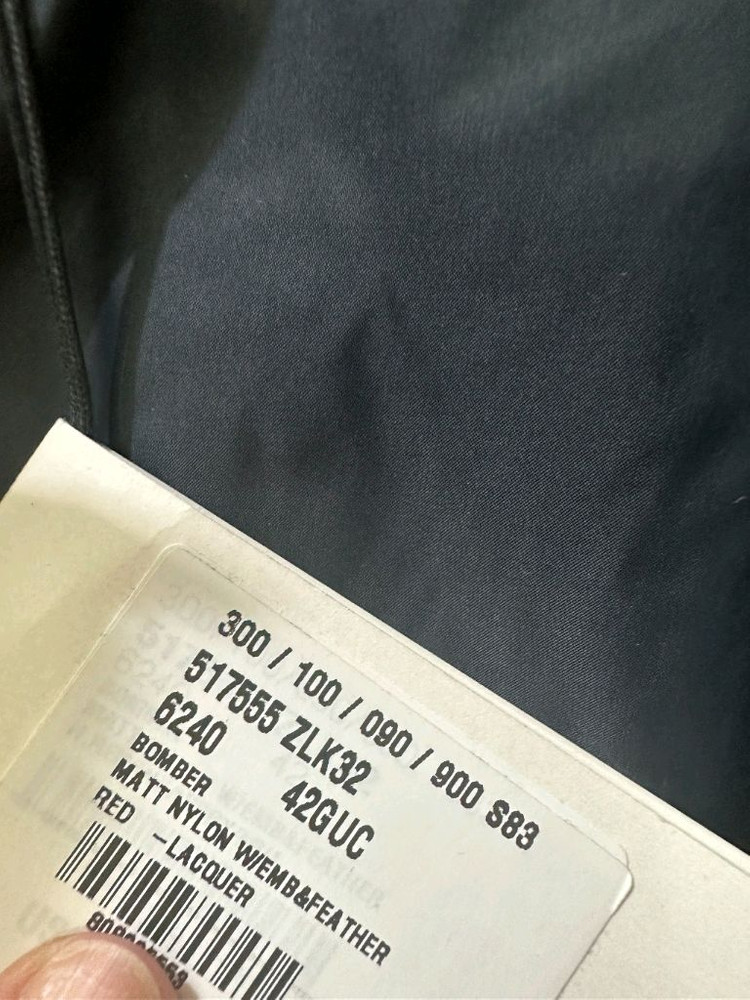 300 / 100 / 090 / 900 S83
517555 ZLK32
6240 42GUC
BOMBER
MATT NYLON W/EMB&FEATHER
RED -LACQUER